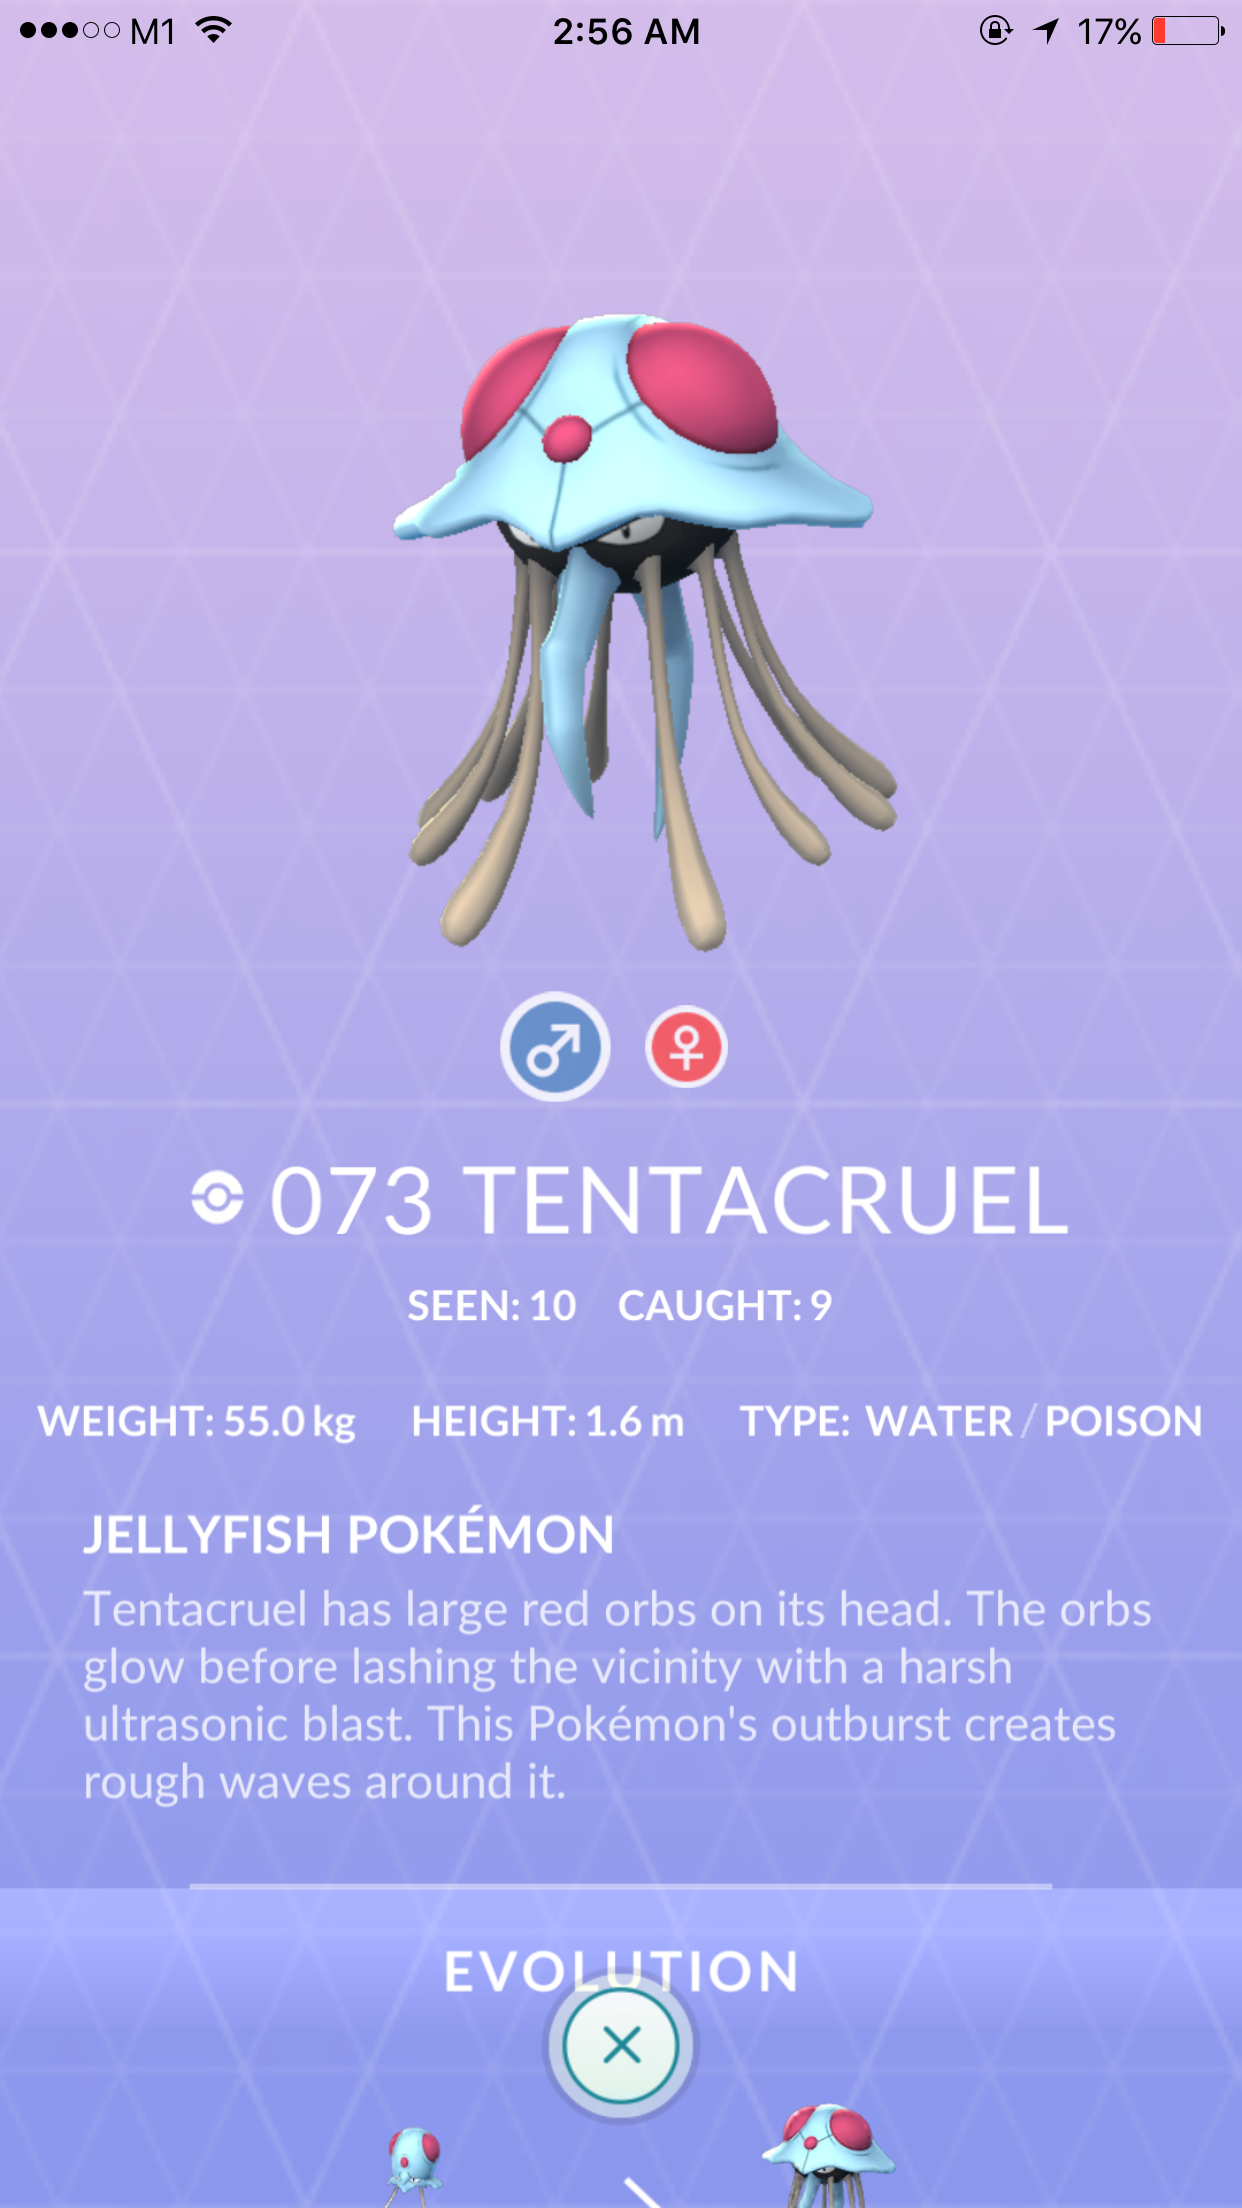 M1 2:56 AM 17%
073 TENTACRUEL
SEEN: 10 CAUGHT: 9
WEIGHT: 55.0 kg HEIGHT: 1.6 m TYPE: WATER / POISON
JELLYFISH POKÉMON
Tentacruel has large red orbs on its head. The orbs
glow before lashing the vicinity with a harsh
ultrasonic blast. This Pokémon's outburst creates
rough waves around it.
EVOLUTION